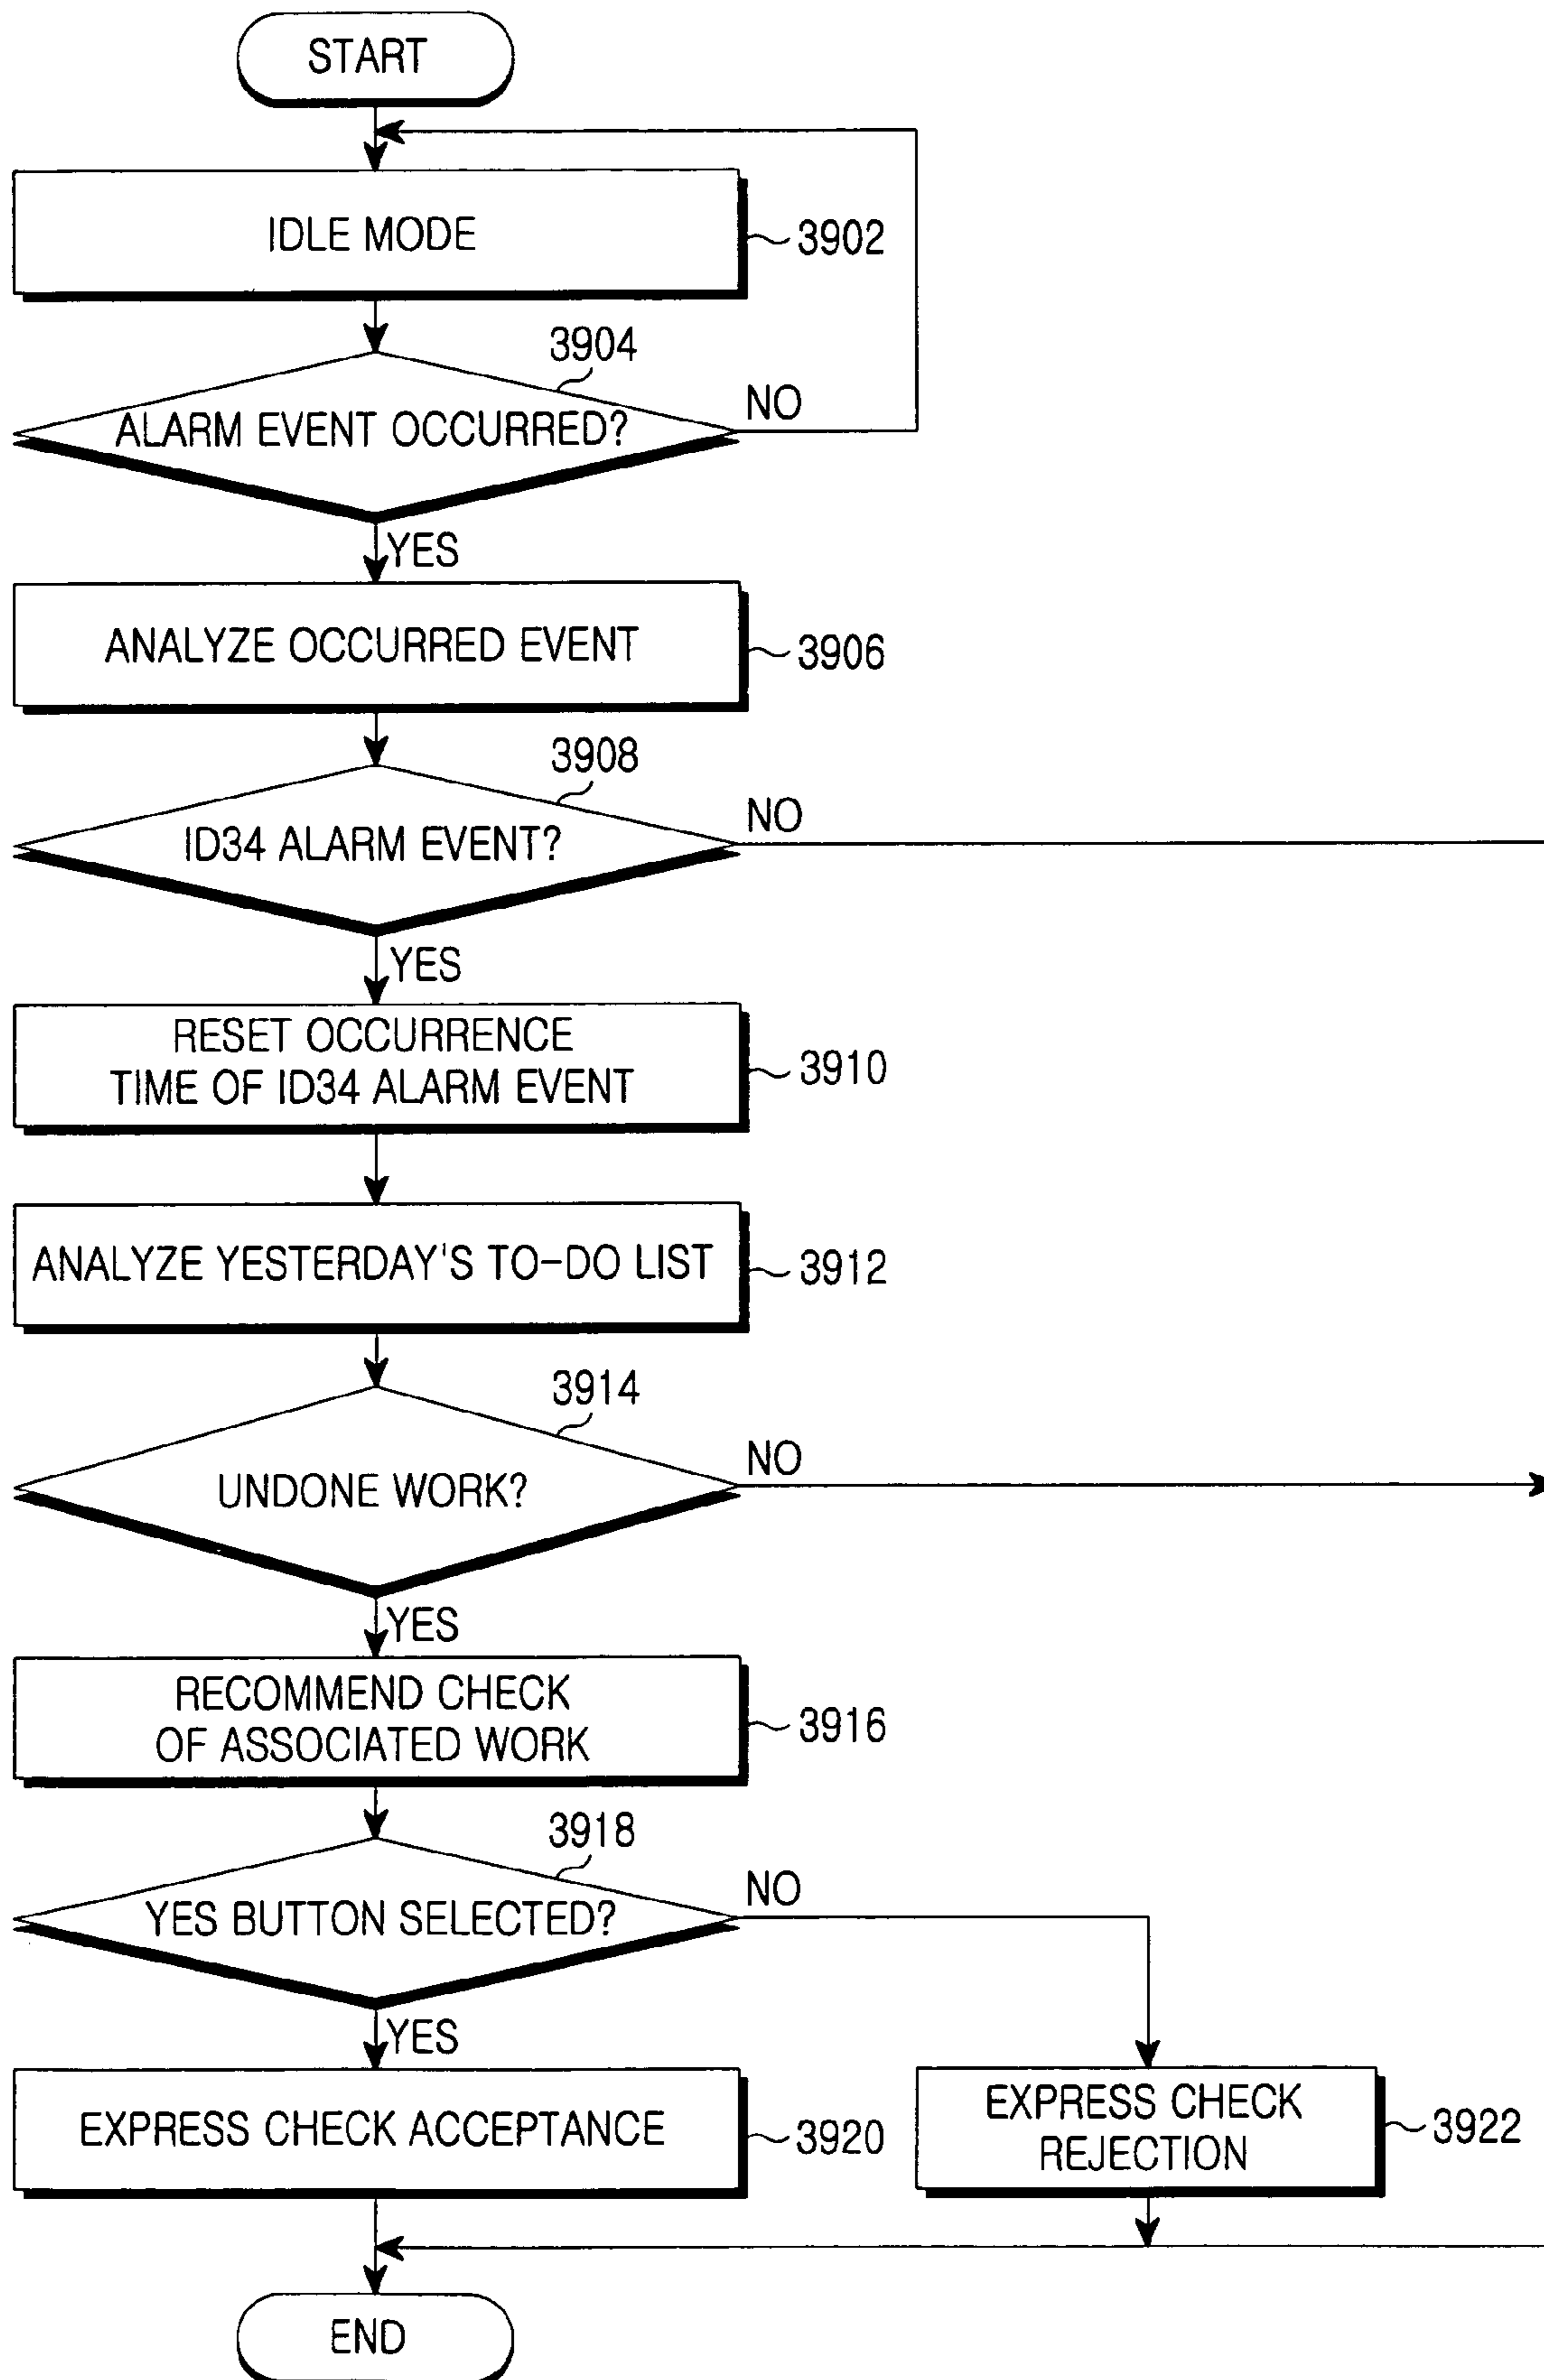 START
IDLE MODE
3902
3904
ALARM EVENT OCCURRED?
NO
YES
ANALYZE OCCURRED EVENT
3906
3908
ID34 ALARM EVENT?
NO
YES
RESET OCCURRENCE
TIME OF ID34 ALARM EVENT
3910
ANALYZE YESTERDAY'S TO-DO LIST
3912
3914
UNDONE WORK?
NO
YES
RECOMMEND CHECK
OF ASSOCIATED WORK
3916
3918
YES BUTTON SELECTED?
NO
YES
EXPRESS CHECK ACCEPTANCE
3920
EXPRESS CHECK
REJECTION
3922
END